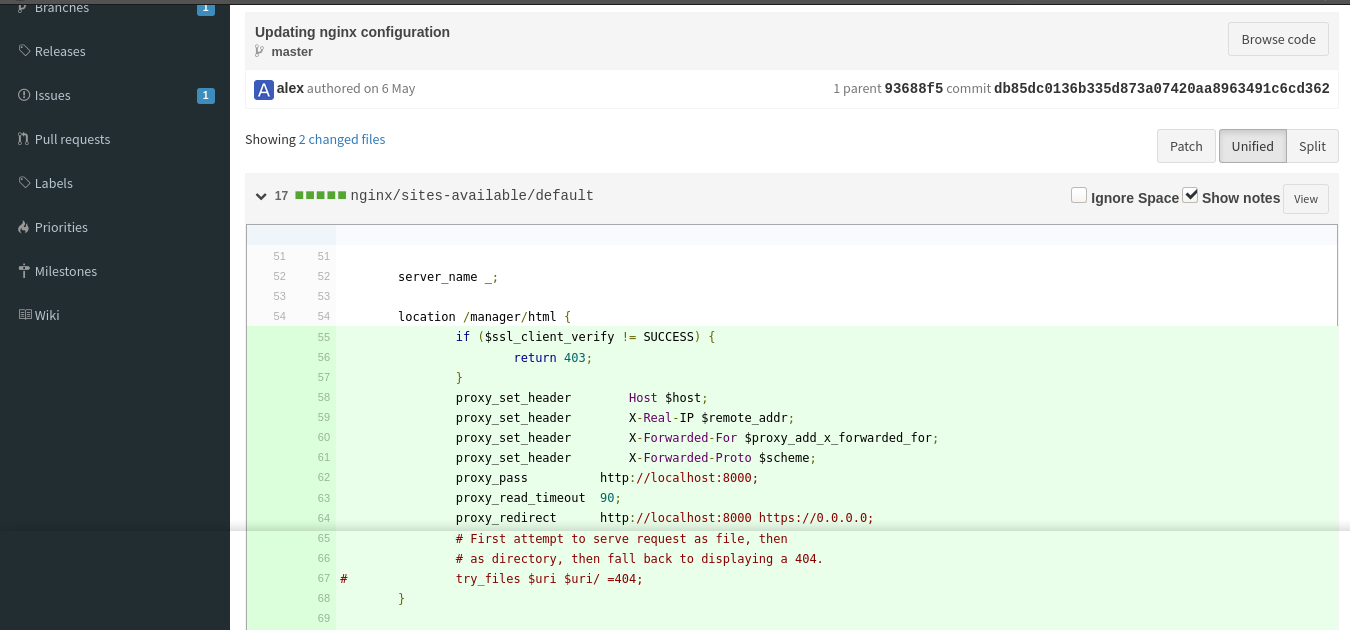 Branches 1
Releases
Issues 1
Pull requests
Labels
Priorities
Milestones
Wiki
Updating nginx configuration
master
Browse code
A alex authored on 6 May
1 parent 93688f5 commit db85dc0136b335d873a07420aa8963491c6cd362
Showing 2 changed files
Patch Unified Split
17 nginx/sites-available/default
Ignore Space Show notes View
51 51
52 52 server_name _;
53 53
54 54 location /manager/html {
55 if ($ssl_client_verify != SUCCESS) {
56 return 403;
57 }
58 proxy_set_header Host $host;
59 proxy_set_header X-Real-IP $remote_addr;
60 proxy_set_header X-Forwarded-For $proxy_add_x_forwarded_for;
61 proxy_set_header X-Forwarded-Proto $scheme;
62 proxy_pass http://localhost:8000;
63 proxy_read_timeout 90;
64 proxy_redirect http://localhost:8000 https://0.0.0.0;
65 # First attempt to serve request as file, then
66 # as directory, then fall back to displaying a 404.
67 # try_files $uri $uri/ =404;
68 }
69